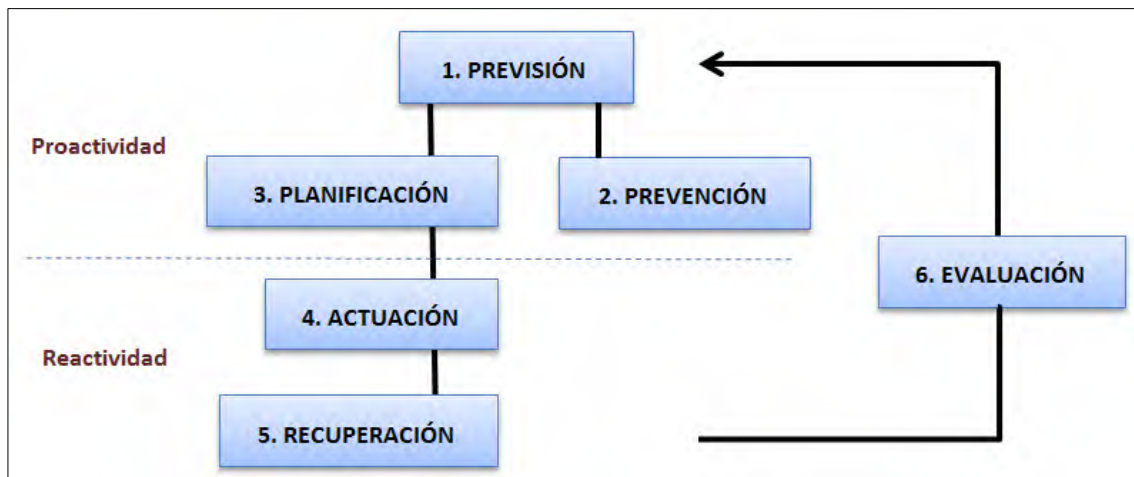 1. PREVISIÓN
Proactividad
3. PLANIFICACIÓN
2. PREVENCIÓN
6. EVALUACIÓN
4. ACTUACIÓN
Reactividad
5. RECUPERACIÓN